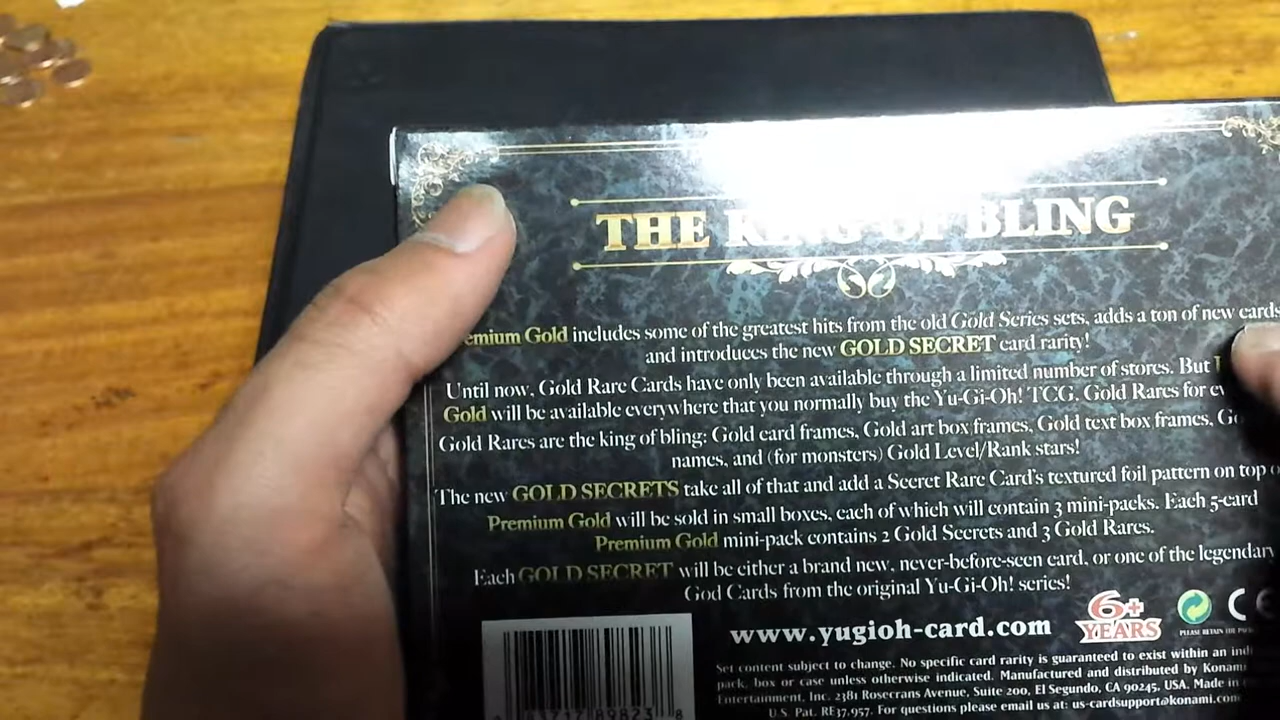 THE KING OF BLING
emium Gold includes some of the greatest hits from the old Gold Series sets, adds a ton of new cards
and introduces the new GOLD SECRET card rarity!
Until now, Gold Rare Cards have only been available through a limited number of stores. But
Gold will be available everywhere that you normally buy the Yu-Gi-Oh! TCG. Gold Rares for ev
Gold Rares are the king of bling: Gold card frames, Gold art box frames, Gold text box frames, Go
names, and (for monsters) Gold Level/Rank stars!
The new GOLD SECRETS take all of that and add a Secret Rare Card's textured foil pattern on top o
Premium Gold will be sold in small boxes, each of which will contain 3 mini-packs. Each 5-card
Premium Gold mini-pack contains 2 Gold Secrets and 3 Gold Rares.
Each GOLD SECRET will be either a brand new, never-before-seen card, or one of the legendary
God Cards from the original Yu-Gi-Oh! series!
www.yugioh-card.com
6+
YEARS
Set content subject to change. No specific card rarity is guaranteed to exist within an indi
pack, box or case unless otherwise indicated. Manufactured and distributed by Konami
Entertainment, Inc. 2381 Rosecrans Avenue, Suite 200, El Segundo, CA 90245, USA. Made in
U.S. Pat. RE37,957. For questions please email us at: us-cardsupport@konami.com